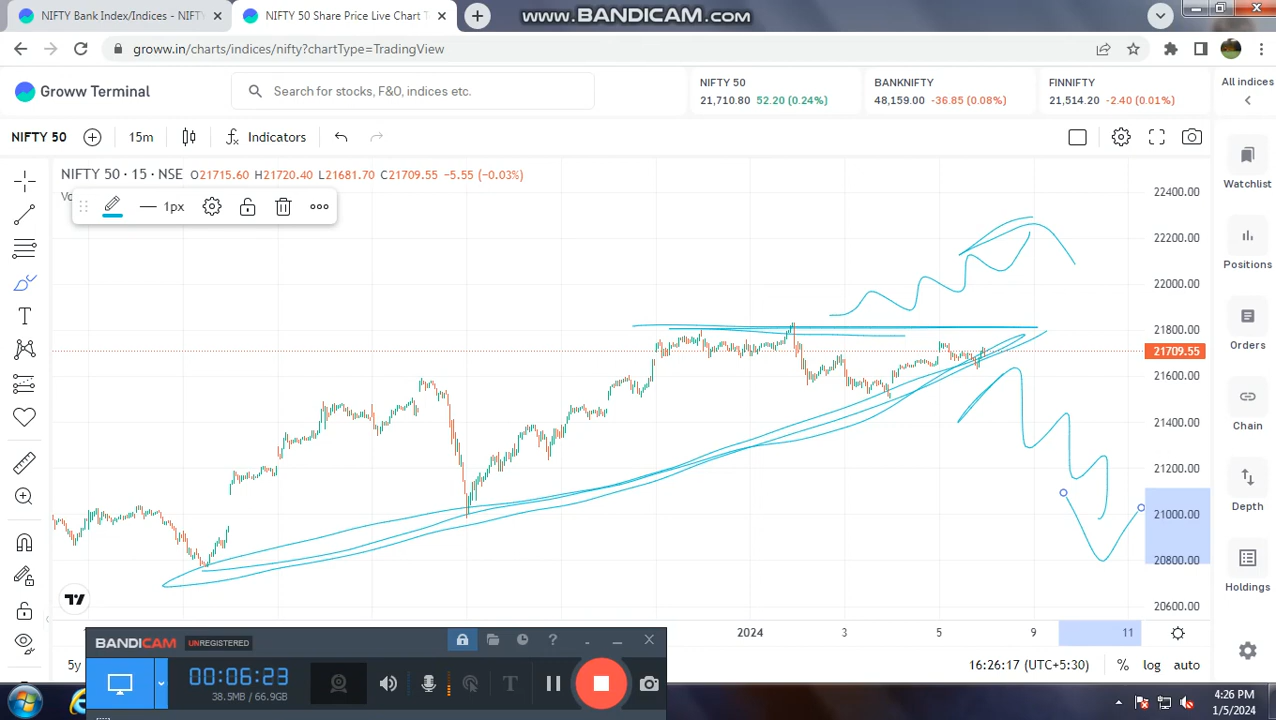 NIFTY Bank Index/Indices - NIFT
NIFTY 50 Share Price Live Chart T
www.BANDICAM.com
groww.in/charts/indices/nifty?chartType=TradingView
Groww Terminal
Search for stocks, F&O, indices etc.
NIFTY 50
21,710.80 52.20 (0.24%)
BANKNIFTY
48,159.00 -36.85 (0.08%)
FINNIFTY
21,514.20 -2.40 (0.01%)
All indices
NIFTY 50
15m
Indicators
NIFTY 50 · 15 · NSE O21715.60 H21720.40 L21681.70 C21709.55 -5.55 (-0.03%)
1px
22400.00
22200.00
22000.00
21800.00
21709.55
21600.00
21400.00
21200.00
21000.00
20800.00
20600.00
Watchlist
Positions
Orders
Chain
Depth
Holdings
2024
3
5
9
11
5y
16:26:17 (UTC+5:30)
%
log
auto
BANDICAM UNREGISTERED
00:06:23
38.5MB / 66.9GB
4:26 PM
1/5/2024